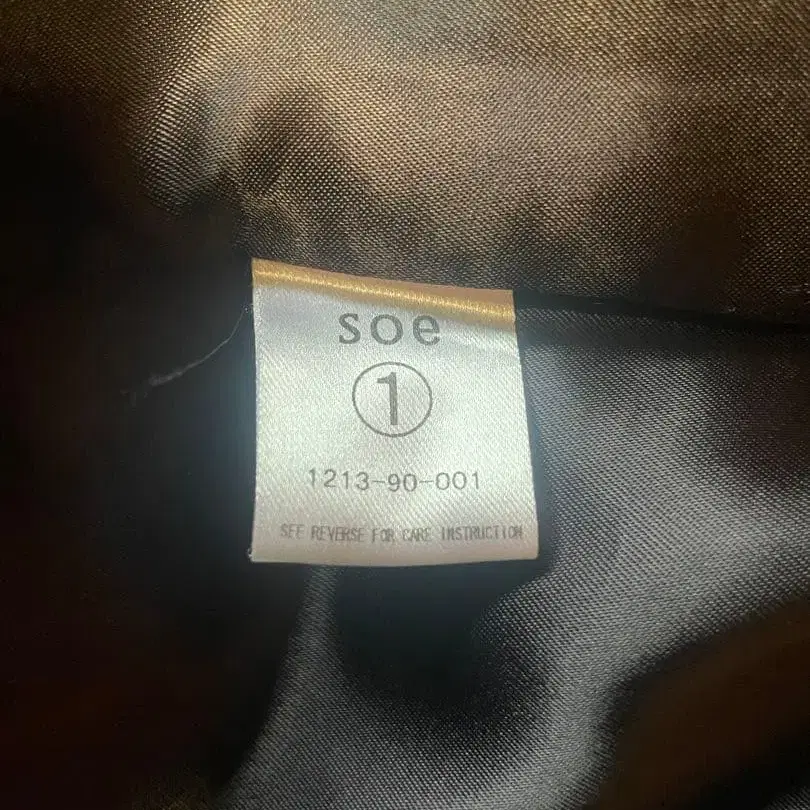 soe
①
1213-90-001
SEE REVERSE FOR CARE INSTRUCTION